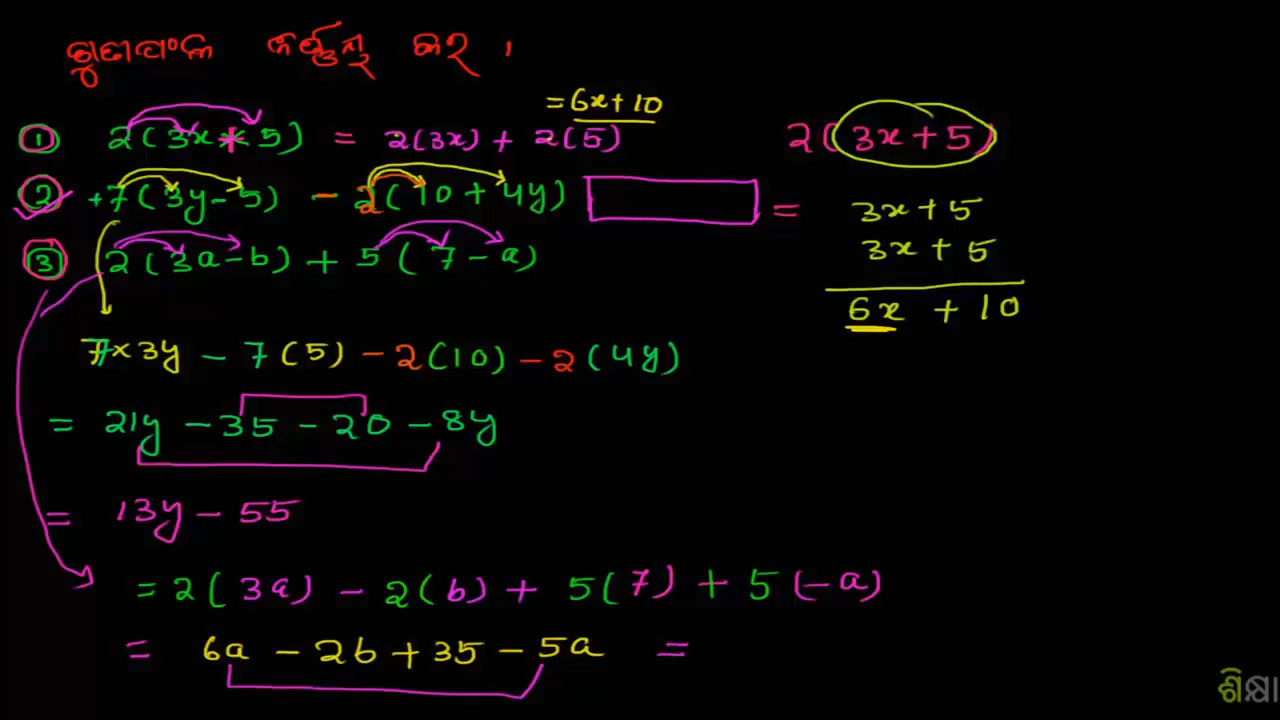 କର
= 6x + 10
① 2(3x + 5) = 2(3x) + 2(5)
2(3x + 5)
② +7(3y - 5) - 2(10 + 4y)
= 3x + 5
③ 2(3a - b) + 5(7 - a)
3x + 5
6x + 10
7 × 3y - 7(5) - 2(10) - 2(4y)
= 21y - 35 - 20 - 8y
= 13y - 55
= 2(3a) - 2(b) + 5(7) + 5(-a)
= 6a - 2b + 35 - 5a =
ଶିକ୍ଷା